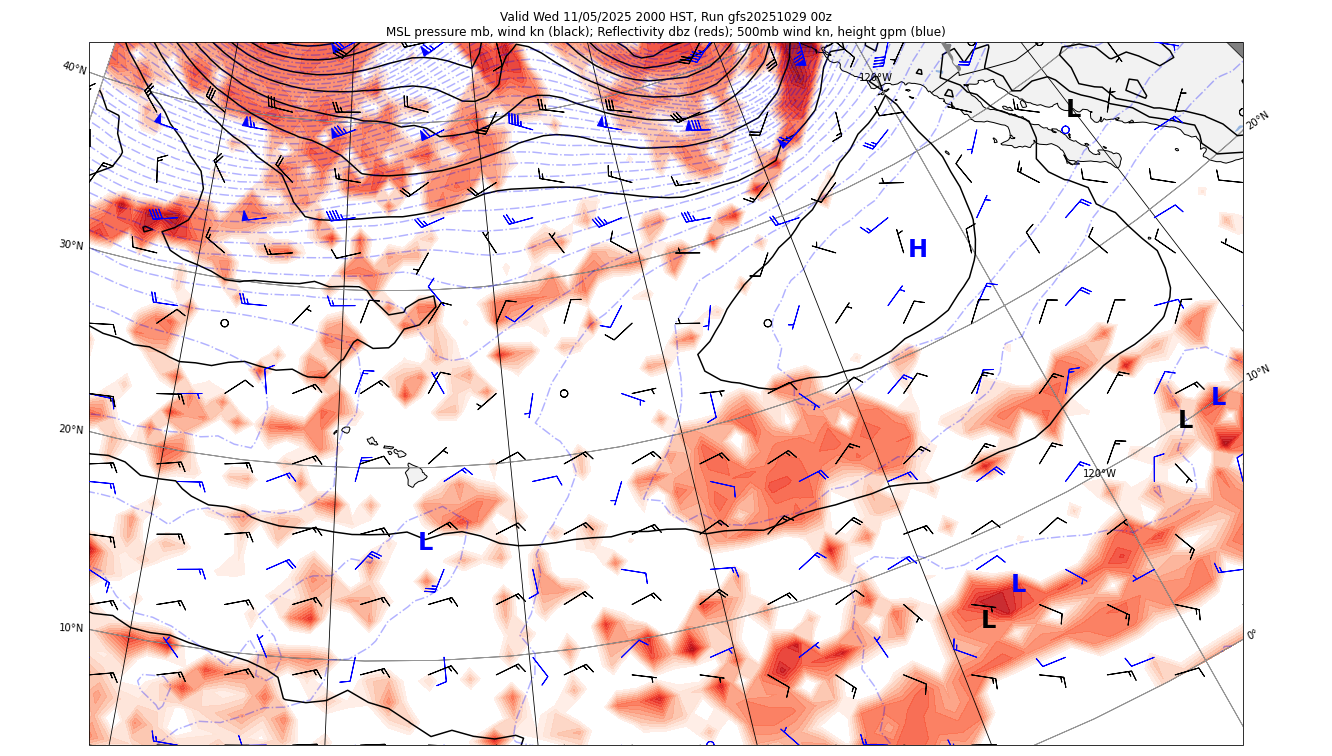 Valid Wed 11/05/2025 2000 HST, Run gfs20251029 00z
MSL pressure mb, wind kn (black); Reflectivity dbz (reds); 500mb wind kn, height gpm (blue)
40°N
120°W
L
20°N
30°N
H
10°N
L
L
20°N
120°W
L
L
L
10°N
0°